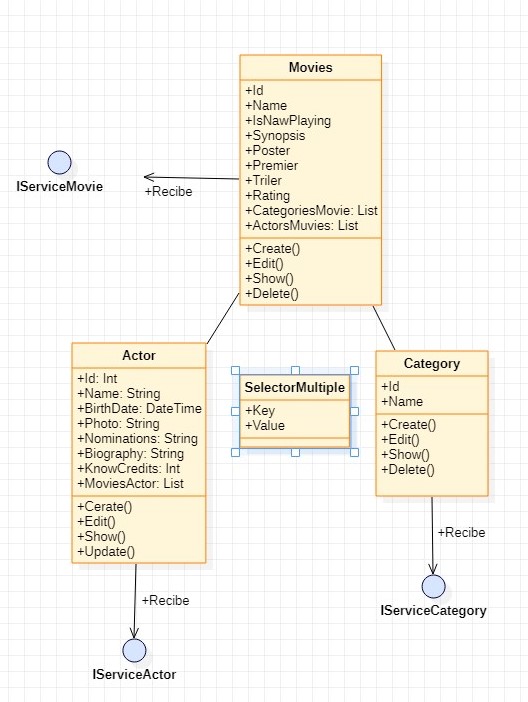 Movies
+Id
+Name
+IsNawPlaying
+Synopsis
+Poster
+Premier
+Triler
+Rating
+CategoriesMovie: List
+ActorsMuvies: List
+Create()
+Edit()
+Show()
+Delete()
IServiceMovie
+Recibe
Actor
+Id: Int
+Name: String
+BirthDate: DateTime
+Photo: String
+Nominations: String
+Biography: String
+KnowCredits: Int
+MoviesActor: List
+Cerate()
+Edit()
+Show()
+Update()
SelectorMultiple
+Key
+Value
Category
+Id
+Name
+Create()
+Edit()
+Show()
+Delete()
+Recibe
IServiceCategory
+Recibe
IServiceActor